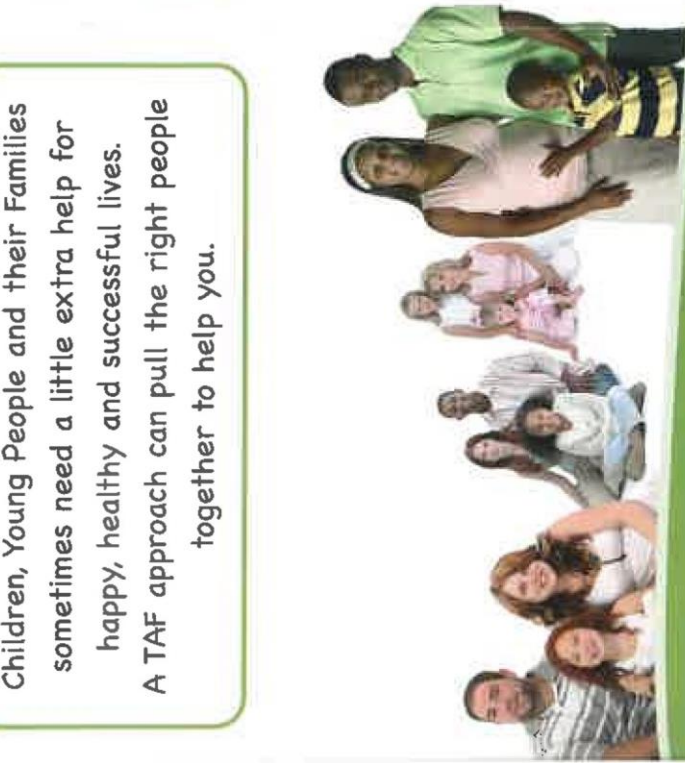 Children, Young People and their Families
sometimes need a little extra help for
happy, healthy and successful lives.
A TAF approach can pull the right people
together to help you.